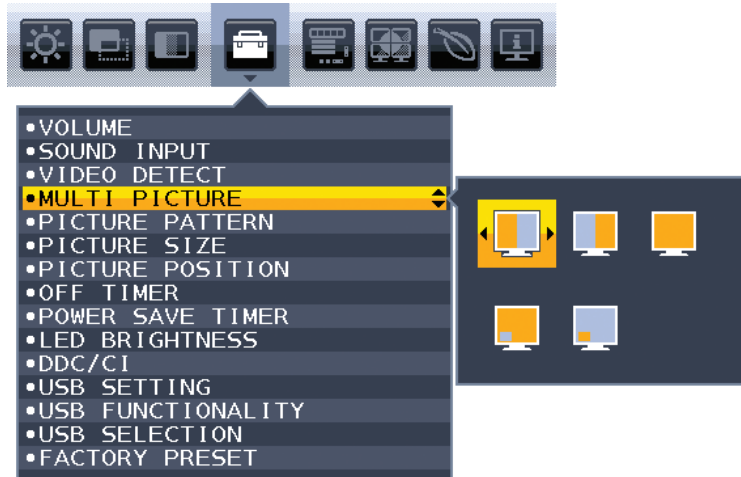 •VOLUME
•SOUND INPUT
•VIDEO DETECT
•MULTI PICTURE
•PICTURE PATTERN
•PICTURE SIZE
•PICTURE POSITION
•OFF TIMER
•POWER SAVE TIMER
•LED BRIGHTNESS
•DDC/CI
•USB SETTING
•USB FUNCTIONALITY
•USB SELECTION
•FACTORY PRESET